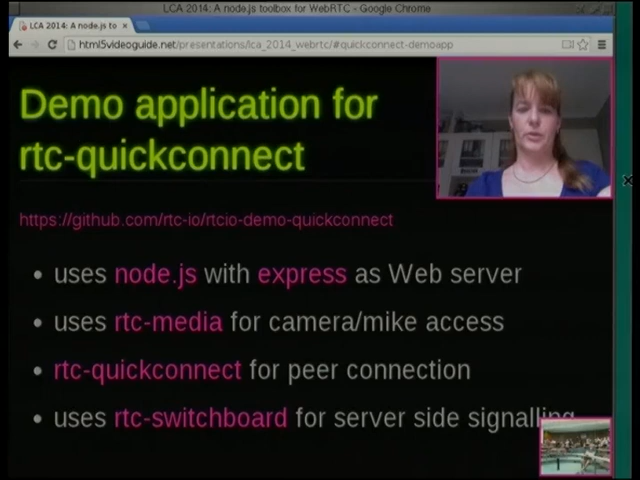 LCA 2014: A node.js toolbox for WebRTC - Google Chrome
LCA 2014: A node.js to
html5videoguide.net/presentations/lca_2014_webrtc/#quickconnect-demoapp
Demo application for
rtc-quickconnect
https://github.com/rtc-io/rtcio-demo-quickconnect
• uses node.js with express as Web server
• uses rtc-media for camera/mike access
• rtc-quickconnect for peer connection
• uses rtc-switchboard for server side signalling